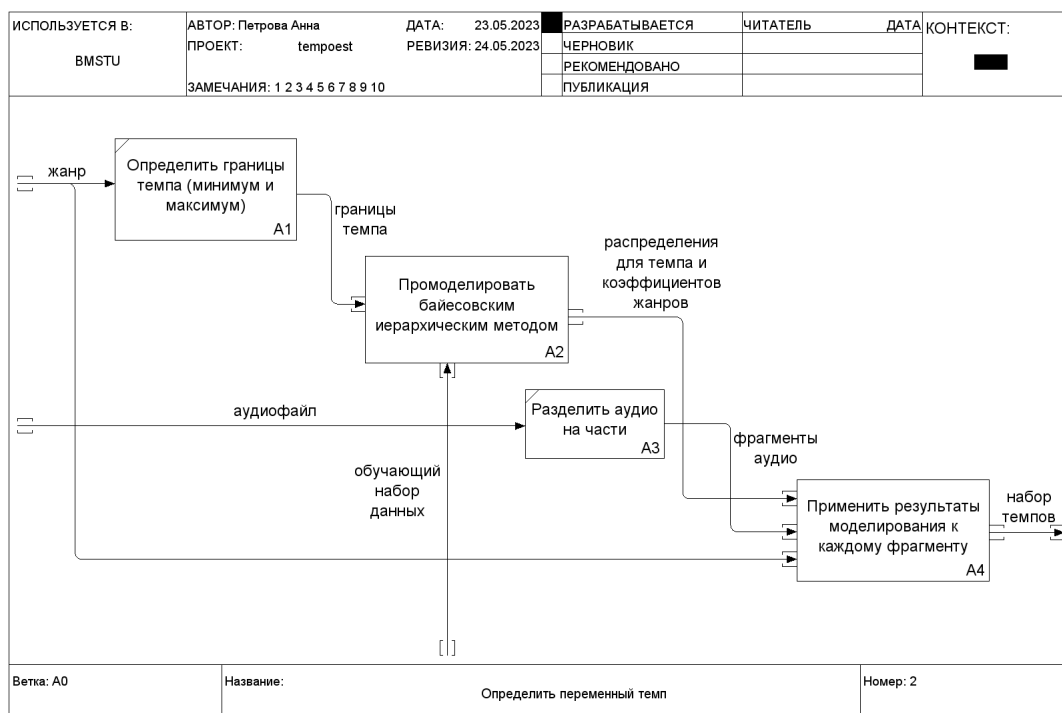 ИСПОЛЬЗУЕТСЯ В:
BMSTU
АВТОР: Петрова Анна
ДАТА: 23.05.2023
ПРОЕКТ: tempoest
РЕВИЗИЯ: 24.05.2023
ЗАМЕЧАНИЯ: 1 2 3 4 5 6 7 8 9 10
РАЗРАБАТЫВАЕТСЯ
ЧЕРНОВИК
РЕКОМЕНДОВАНО
ПУБЛИКАЦИЯ
ЧИТАТЕЛЬ
ДАТА
КОНТЕКСТ:
жанр
Определить границы
темпа (минимум и
максимум)
A1
границы
темпа
Промоделировать
байесовским
иерархическим методом
A2
распределения
для темпа и
коэффициентов
жанров
аудиофайл
Разделить аудио
на части
A3
фрагменты
аудио
обучающий
набор
данных
Применить результаты
моделирования к
каждому фрагменту
A4
набор
темпов
Ветка: A0
Название:
Определить переменный темп
Номер: 2